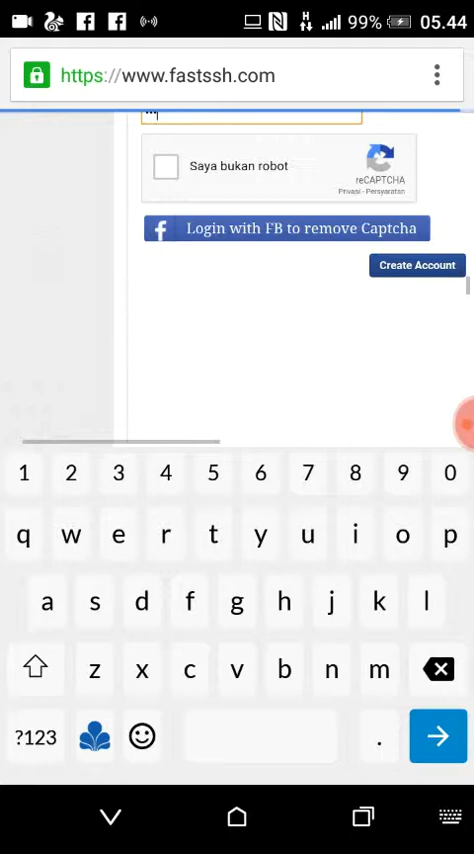 H 99% 05.44
https://www.fastssh.com
Saya bukan robot
reCAPTCHA
Privasi - Persyaratan
f Login with FB to remove Captcha
Create Account
1 2 3 4 5 6 7 8 9 0
q w e r t y u i o p
a s d f g h j k l
z x c v b n m
?123 .